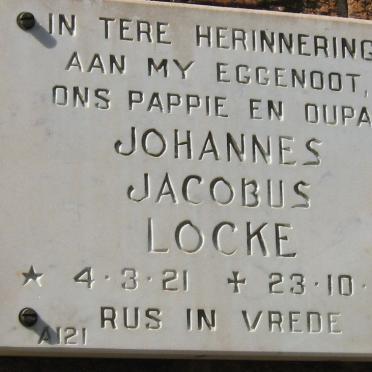 IN TERE HERINNERING
AAN MY EGGENOOT,
ONS PAPPIE EN OUPA
JOHANNES
JACOBUS
LOCKE
★ 4·3·21 ✝ 23·10·
RUS IN VREDE
A121